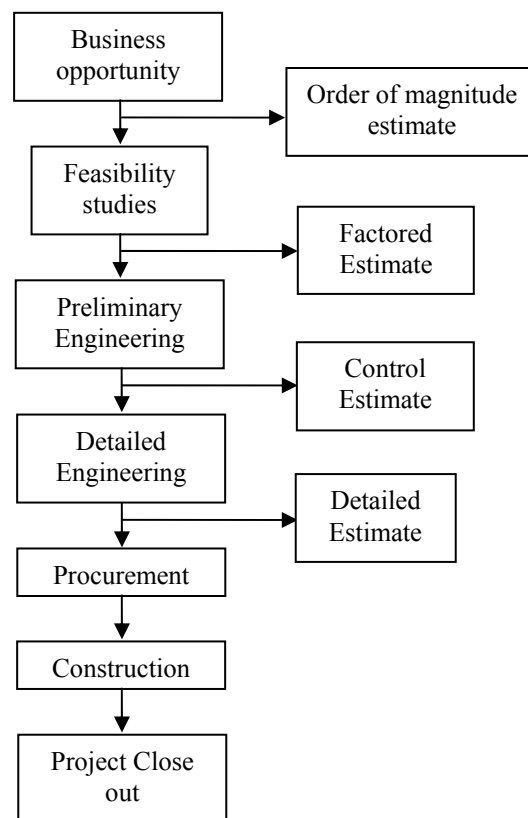 Business
opportunity
Order of magnitude
estimate
Feasibility
studies
Factored
Estimate
Preliminary
Engineering
Control
Estimate
Detailed
Engineering
Detailed
Estimate
Procurement
Construction
Project Close
out